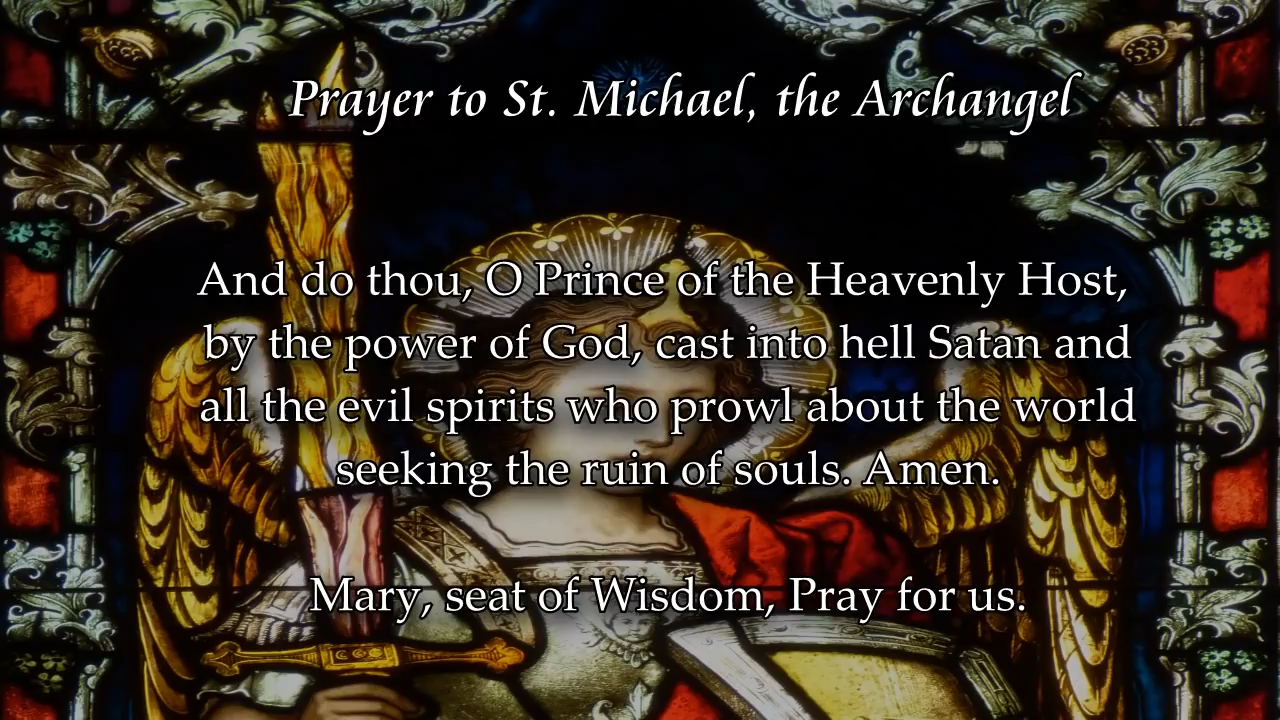 Prayer to St. Michael, the Archangel
And do thou, O Prince of the Heavenly Host,
by the power of God, cast into hell Satan and
all the evil spirits who prowl about the world
seeking the ruin of souls. Amen.
Mary, seat of Wisdom, Pray for us.